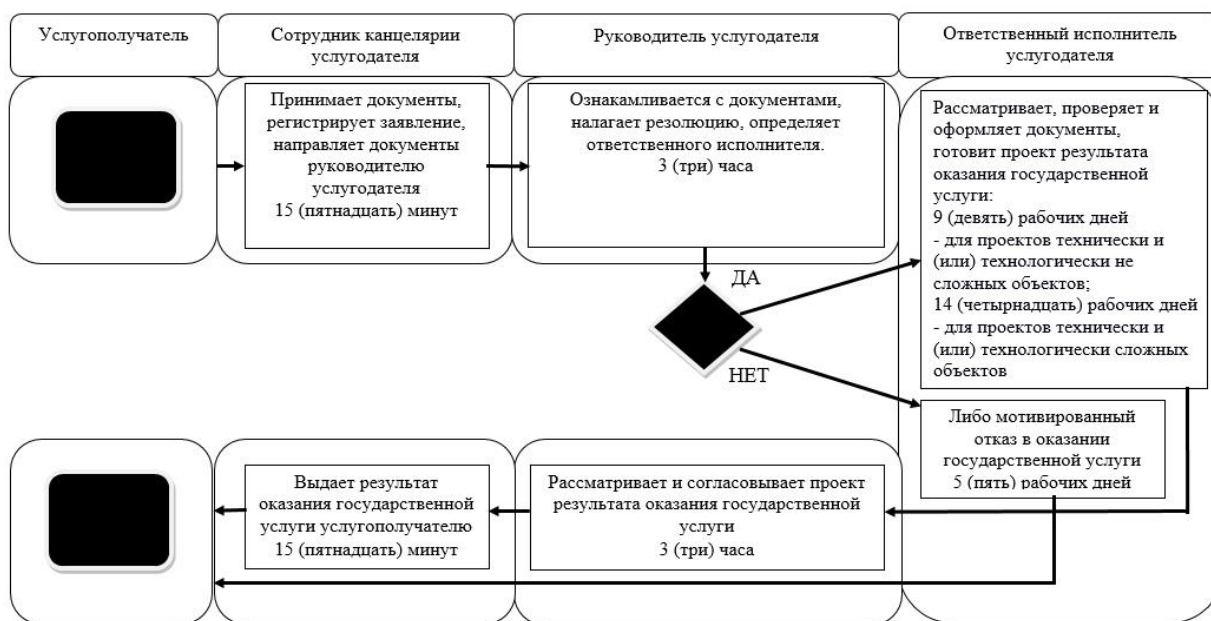 Услугополучатель
Сотрудник канцелярии
услугодателя
Руководитель услугодателя
Ответственный исполнитель
услугодателя
Принимает документы,
регистрирует заявление,
направляет документы
руководителю
услугодателя
15 (пятнадцать) минут
Ознакамливается с документами,
налагает резолюцию, определяет
ответственного исполнителя.
3 (три) часа
Рассматривает, проверяет и
оформляет документы,
готовит проект результата
оказания государственной
услуги:
9 (девять) рабочих дней
- для проектов технически и
(или) технологически не
сложных объектов;
14 (четырнадцать) рабочих дней
- для проектов технически и
(или) технологически сложных
объектов
ДА
НЕТ
Либо мотивированный
отказ в оказании
государственной услуги
5 (пять) рабочих дней
Выдает результат
оказания государственной
услуги услугополучателю
15 (пятнадцать) минут
Рассматривает и согласовывает проект
результата оказания государственной
услуги
3 (три) часа